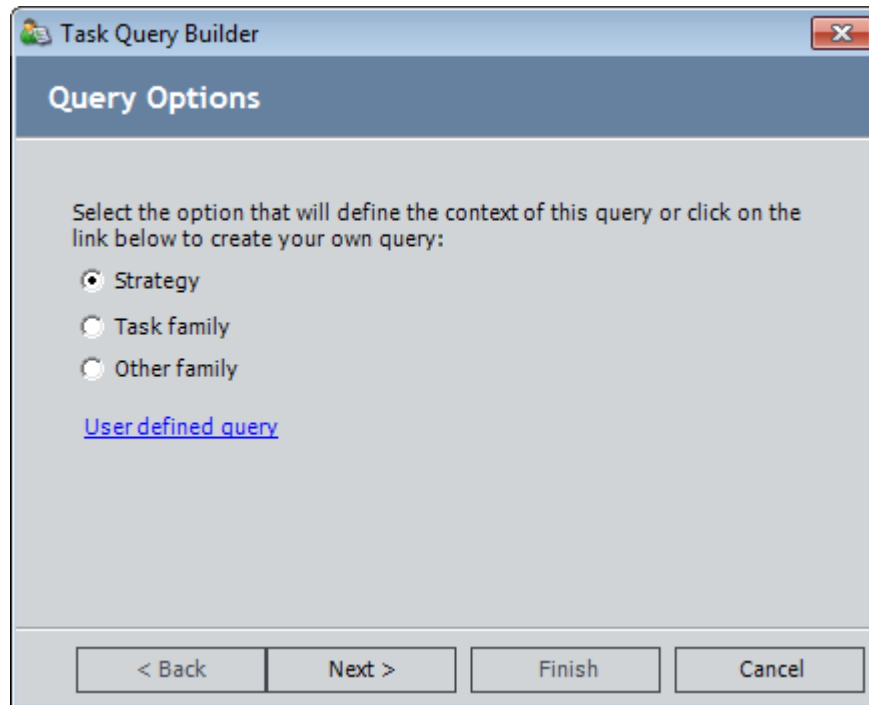 Task Query Builder
Query Options
Select the option that will define the context of this query or click on the
link below to create your own query:
Strategy
Task family
Other family
User defined query
< Back Next > Finish Cancel